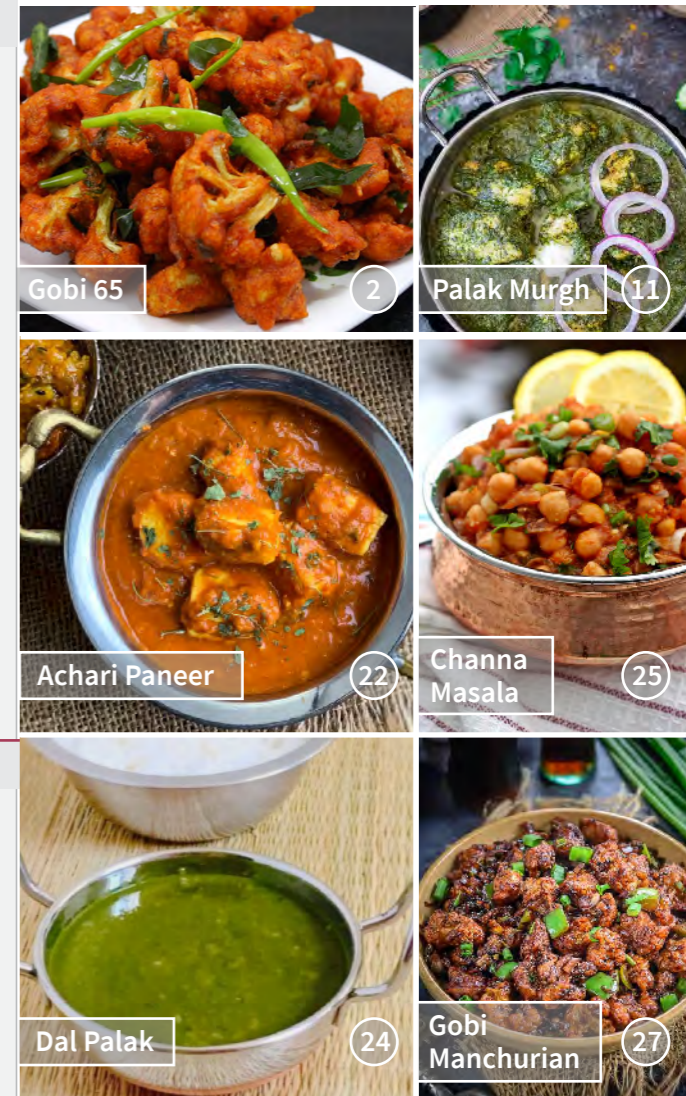 Gobi 65
2
Palak Murgh
11
Achari Paneer
22
Channa
Masala
25
Dal Palak
24
Gobi
Manchurian
27